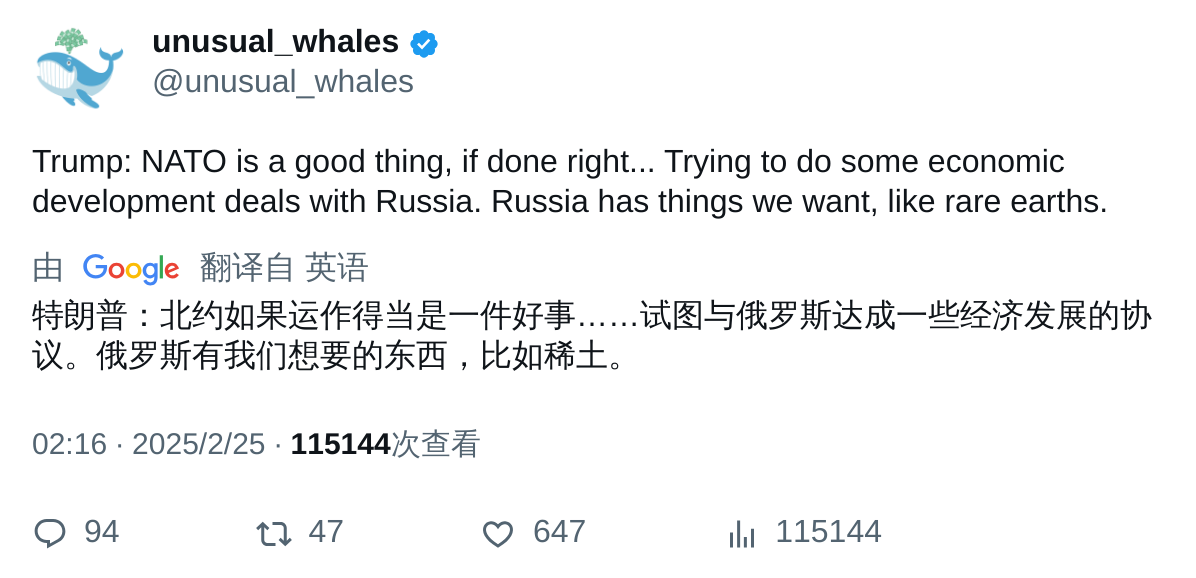 unusual_whales
@unusual_whales
Trump: NATO is a good thing, if done right... Trying to do some economic
development deals with Russia. Russia has things we want, like rare earths.
由 Google 翻译自 英语
特朗普：北约如果运作得当是一件好事……试图与俄罗斯达成一些经济发展的协
议。俄罗斯有我们想要的东西，比如稀土。
02:16 · 2025/2/25 · 115144次查看
94 47 647 115144